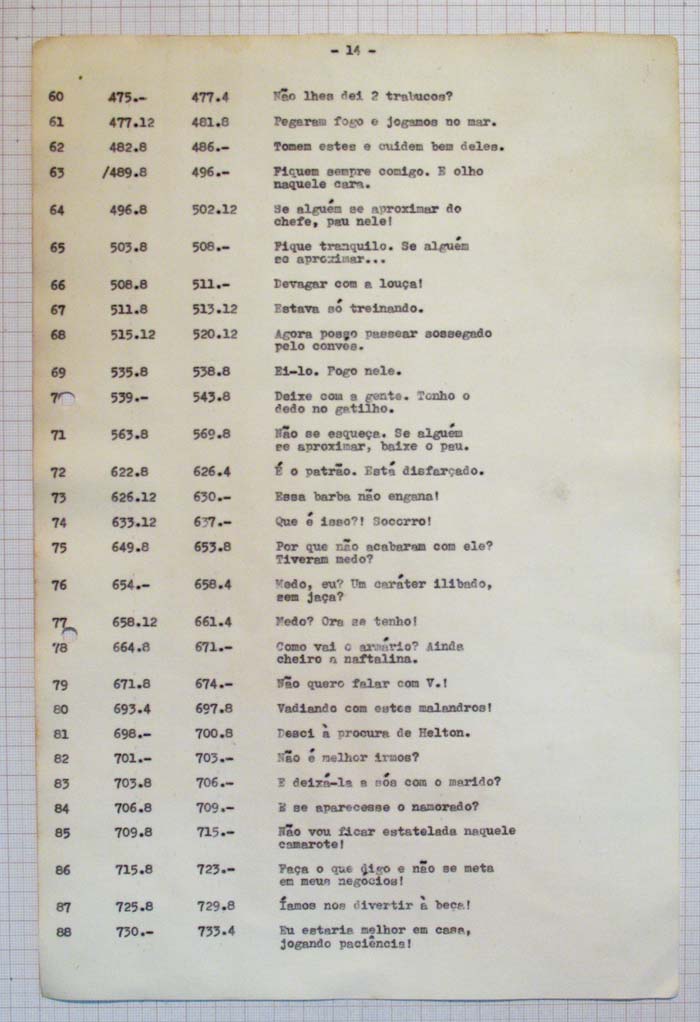 - 14 -
60 475.- 477.4 Não lhes dei 2 trabucos?
61 477.12 481.8 Pegaram fogo e jogamos no mar.
62 482.8 486.- Tomem estes e cuidem bem deles.
63 /489.8 496.- Fiquem sempre comigo. E olho
naquele cara.
64 496.8 502.12 Se alguém se aproximar do
chefe, pau nele!
65 503.8 508.- Fique tranquilo. Se alguém
se aproximar...
66 508.8 511.- Devagar com a louça!
67 511.8 513.12 Estava só treinando.
68 515.12 520.12 Agora posso passear sossegado
pelo convés.
69 535.8 538.8 Ei-lo. Fogo nele.
70 539.- 543.8 Deixe com a gente. Tenho o
dedo no gatilho.
71 563.8 569.8 Não se esqueça. Se alguém
se aproximar, baixe o pau.
72 622.8 626.4 É o patrão. Está disfarçado.
73 626.12 630.- Essa barba não engana!
74 633.12 637.- Que é isso?! Socorro!
75 649.8 653.8 Por que não acabaram com ele?
Tiveram medo?
76 654.- 658.4 Medo, eu? Um caráter ilibado,
sem jaça?
77 658.12 661.4 Medo? Ora se tenho!
78 664.8 671.- Como vai o armário? Ainda
cheiro a naftalina.
79 671.8 674.- Não quero falar com V.!
80 693.4 697.8 Vadiando com estes malandros!
81 698.- 700.8 Desci à procura de Helton.
82 701.- 703.- Não é melhor irmos?
83 703.8 706.- E deixá-la a sós com o marido?
84 706.8 709.- E se aparecesse o namorado?
85 709.8 715.- Não vou ficar estatelada naquele
camarote!
86 715.8 723.- Faça o que digo e não se meta
em meus negócios!
87 725.8 729.8 Íamos nos divertir à beça!
88 730.- 733.4 Eu estaria melhor em casa,
jogando paciência!